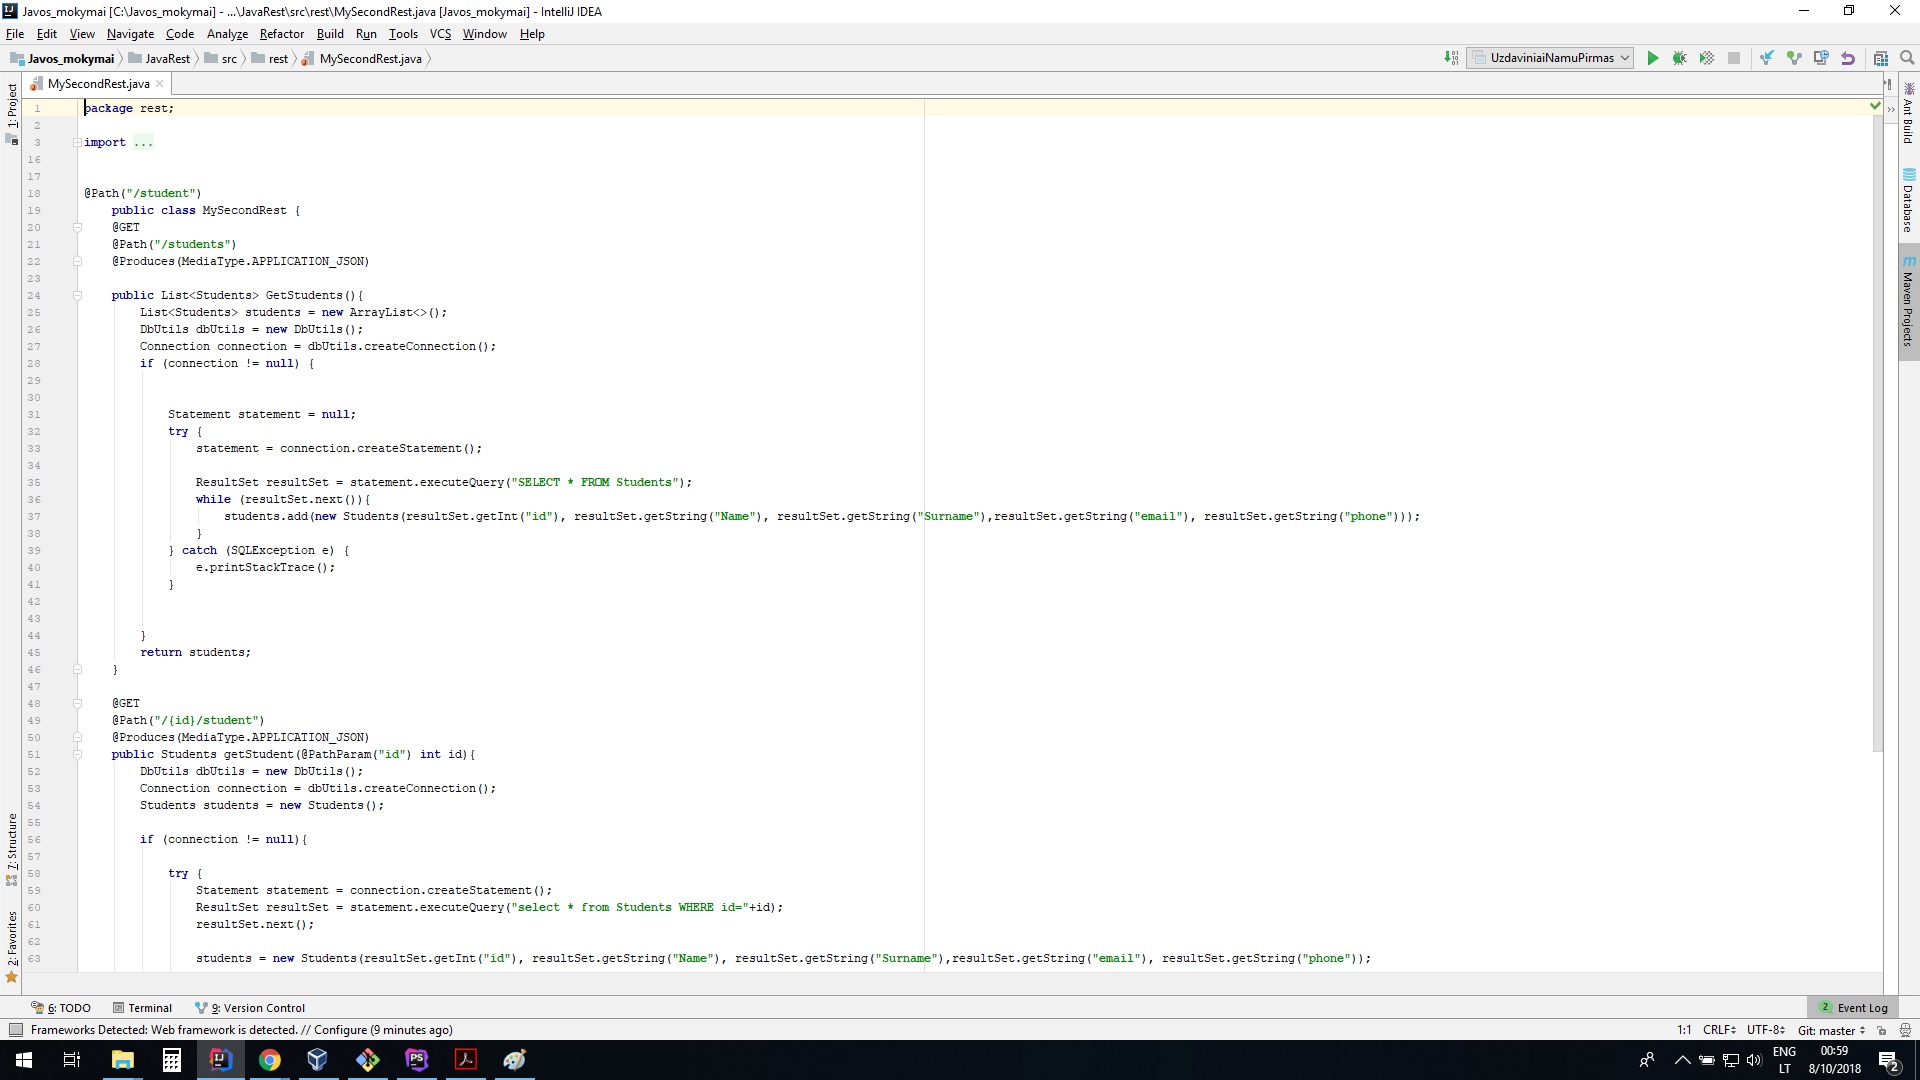 Javos_mokymai [C:\Javos_mokymai] - ...\JavaRest\src\rest\MySecondRest.java [Javos_mokymai] - IntelliJ IDEA
File Edit View Navigate Code Analyze Refactor Build Run Tools VCS Window Help
Javos_mokymai JavaRest src rest MySecondRest.java UzdaviniaiNamuPirmas
MySecondRest.java
1: Project
7: Structure
2: Favorites
Ant Build
Database
m Maven Projects
1 package rest;
2
3 import ...
16
17
18 @Path("/student")
19 public class MySecondRest {
20 @GET
21 @Path("/students")
22 @Produces(MediaType.APPLICATION_JSON)
23
24 public List<Students> GetStudents(){
25 List<Students> students = new ArrayList<>();
26 DbUtils dbUtils = new DbUtils();
27 Connection connection = dbUtils.createConnection();
28 if (connection != null) {
29
30
31 Statement statement = null;
32 try {
33 statement = connection.createStatement();
34
35 ResultSet resultSet = statement.executeQuery("SELECT * FROM Students");
36 while (resultSet.next()){
37 students.add(new Students(resultSet.getInt("id"), resultSet.getString("Name"), resultSet.getString("Surname"),resultSet.getString("email"), resultSet.getString("phone")));
38 }
39 } catch (SQLException e) {
40 e.printStackTrace();
41 }
42
43
44 }
45 return students;
46 }
47
48 @GET
49 @Path("/{id}/student")
50 @Produces(MediaType.APPLICATION_JSON)
51 public Students getStudent(@PathParam("id") int id){
52 DbUtils dbUtils = new DbUtils();
53 Connection connection = dbUtils.createConnection();
54 Students students = new Students();
55
56 if (connection != null){
57
58 try {
59 Statement statement = connection.createStatement();
60 ResultSet resultSet = statement.executeQuery("select * from Students WHERE id="+id);
61 resultSet.next();
62
63 students = new Students(resultSet.getInt("id"), resultSet.getString("Name"), resultSet.getString("Surname"),resultSet.getString("email"), resultSet.getString("phone"));
6: TODO Terminal 9: Version Control 2 Event Log
Frameworks Detected: Web framework is detected. // Configure (9 minutes ago) 1:1 CRLF UTF-8 Git: master
ENG 00:59
LT 8/10/2018 2